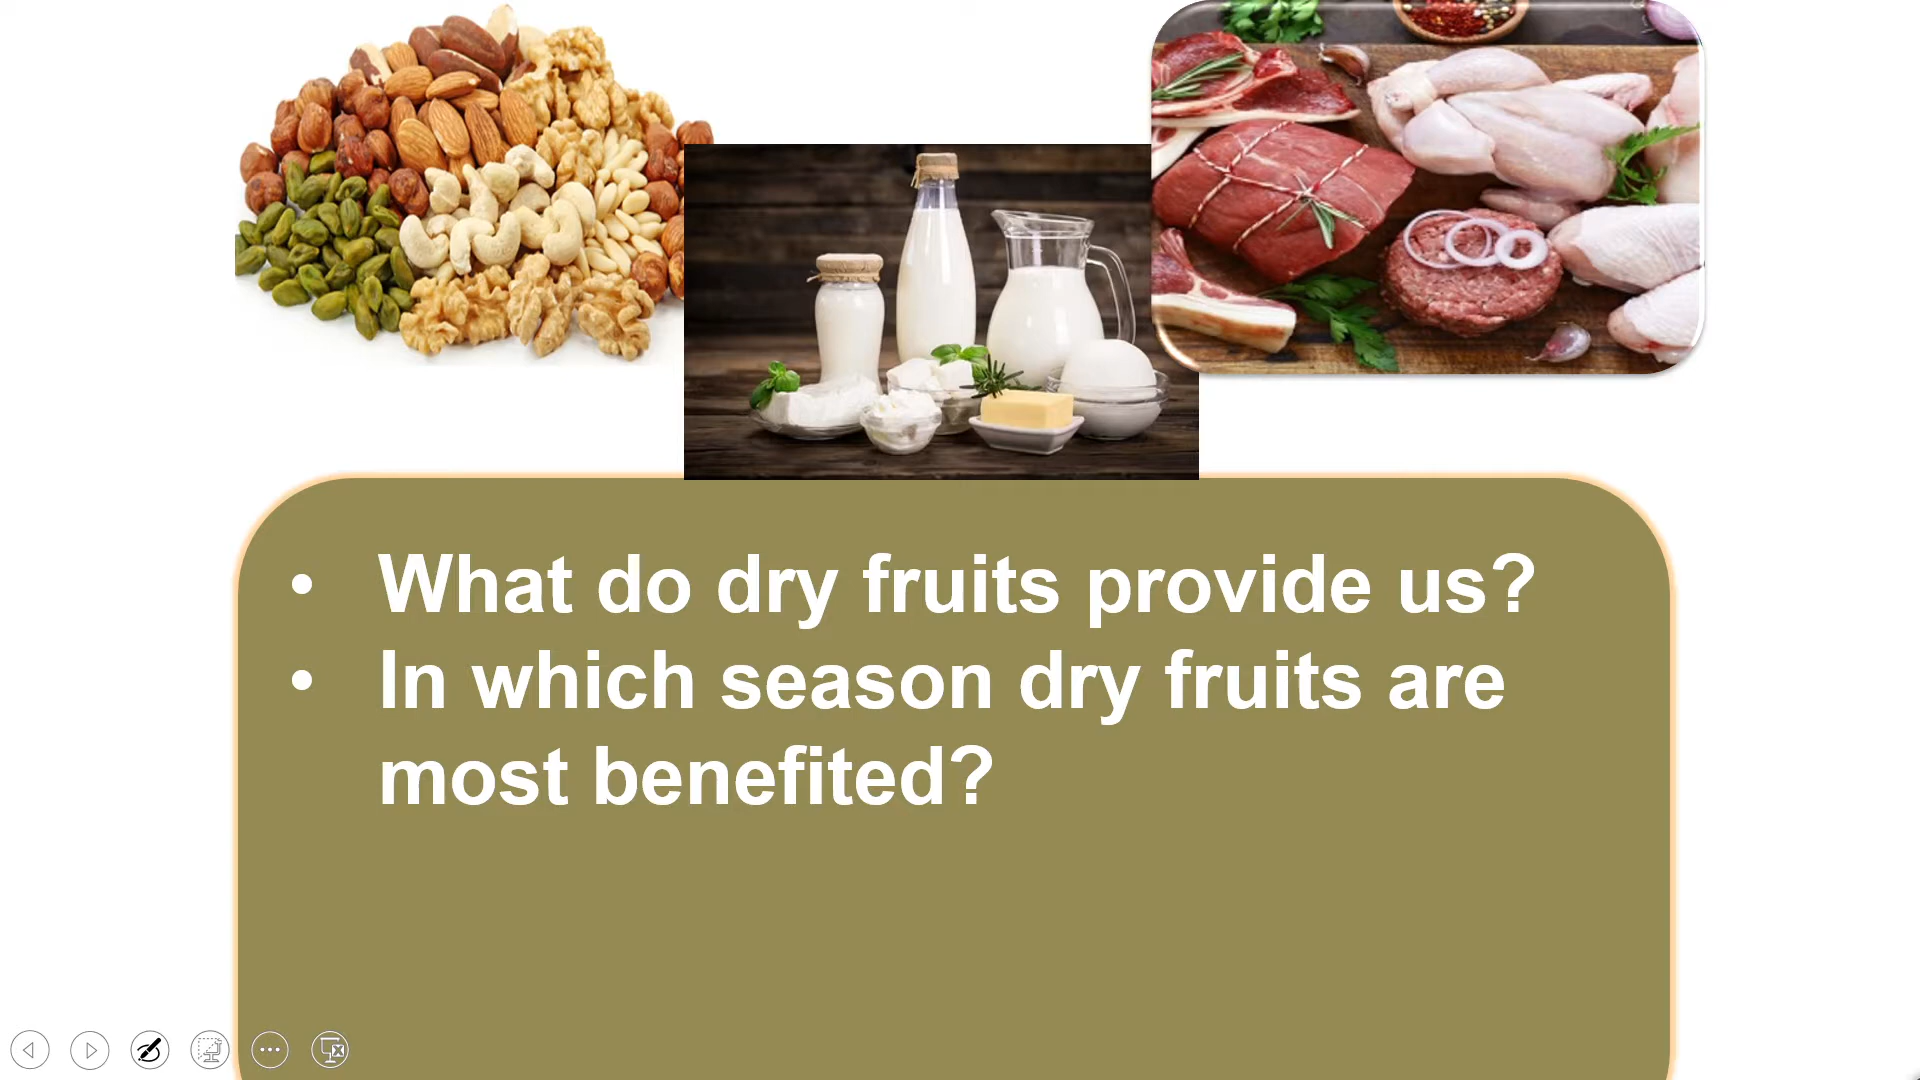 • What do dry fruits provide us?
• In which season dry fruits are
most benefited?